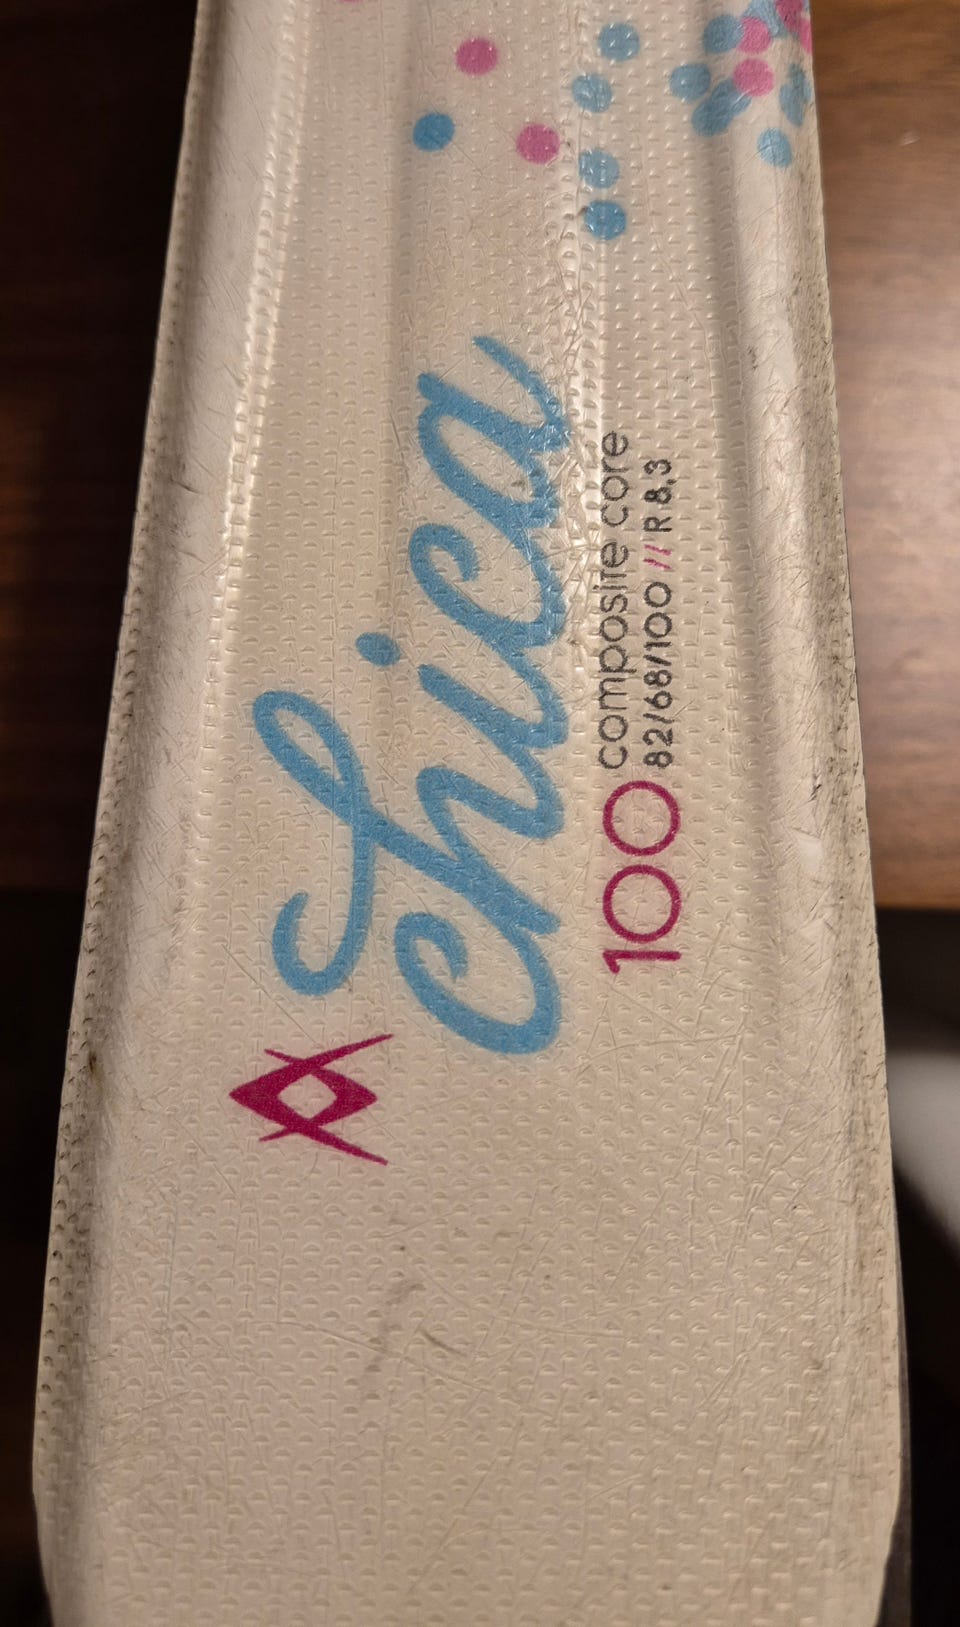 chica
100 composite core
82/68/100 // R 8,3